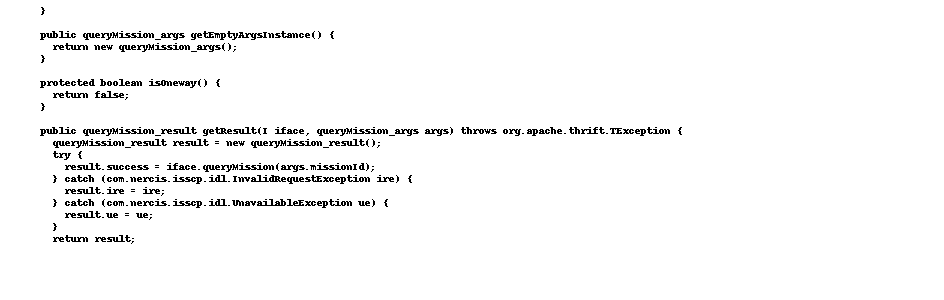 }

public queryMission_args getEmptyArgsInstance() {
  return new queryMission_args();
}

protected boolean isOneway() {
  return false;
}

public queryMission_result getResult(I iface, queryMission_args args) throws org.apache.thrift.TException {
  queryMission_result result = new queryMission_result();
  try {
    result.success = iface.queryMission(args.missionId);
  } catch (com.nercis.isscp.idl.InvalidRequestException ire) {
    result.ire = ire;
  } catch (com.nercis.isscp.idl.UnavailableException ue) {
    result.ue = ue;
  }
  return result;